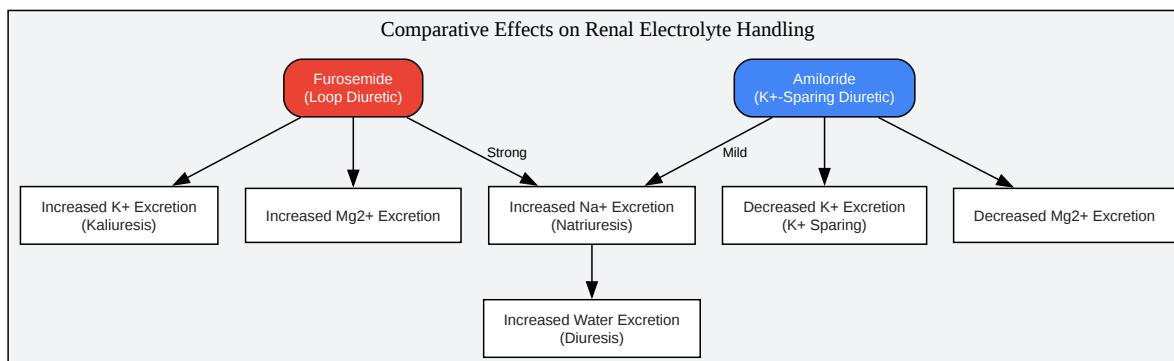 Comparative Effects on Renal Electrolyte Handling
Furosemide
(Loop Diuretic)
Amiloride
(K+-Sparing Diuretic)
Strong
Mild
Increased K+ Excretion
(Kaliuresis)
Increased Mg2+ Excretion
Increased Na+ Excretion
(Natriuresis)
Decreased K+ Excretion
(K+ Sparing)
Decreased Mg2+ Excretion
Increased Water Excretion
(Diuresis)